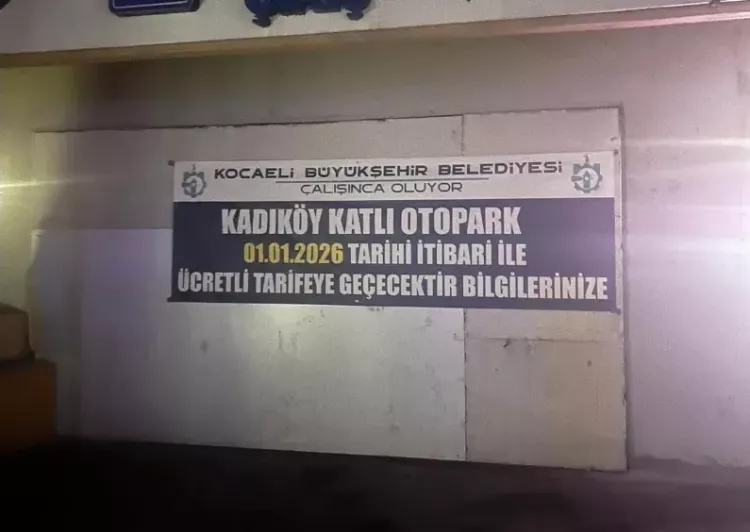 KOCAELİ BÜYÜKŞEHİR BELEDİYESİ
ÇALIŞINCA OLUYOR
KADIKÖY KATLI OTOPARK
01.01.2026 TARİHİ İTİBARİ İLE
ÜCRETLİ TARİFEYE GEÇECEKTİR BİLGİLERİNİZE